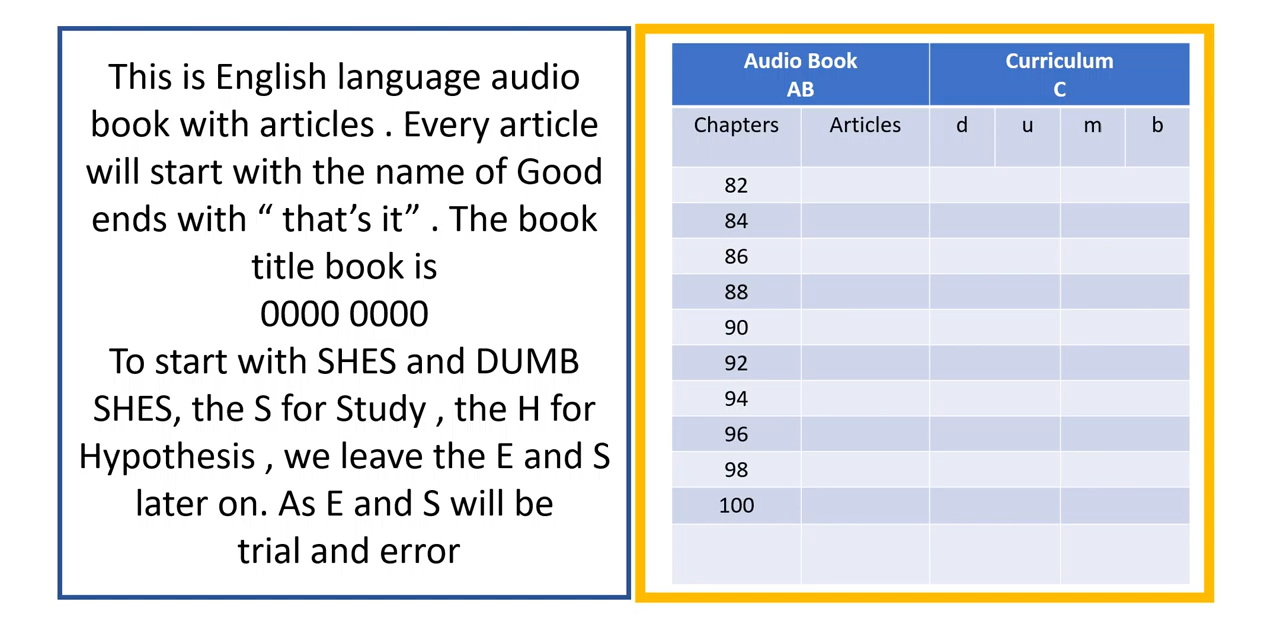 This is English language audio
book with articles . Every article
will start with the name of Good
ends with “ that’s it” . The book
title book is
0000 0000
To start with SHES and DUMB
SHES, the S for Study , the H for
Hypothesis , we leave the E and S
later on. As E and S will be
trial and error
Audio Book Curriculum
AB C
Chapters Articles d u m b
82
84
86
88
90
92
94
96
98
100